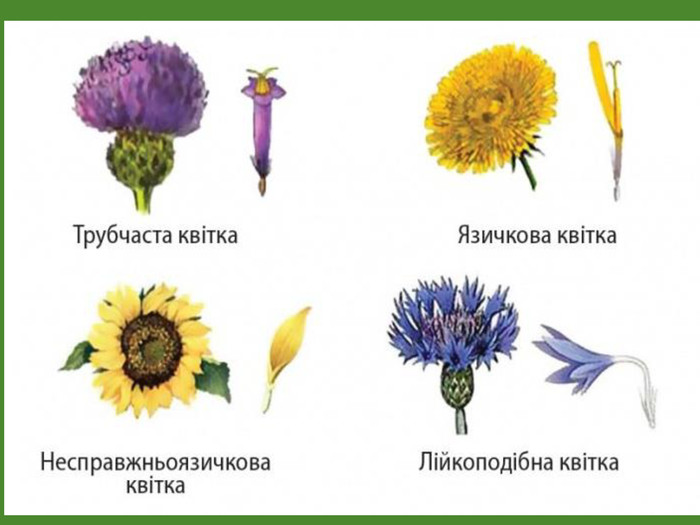 Трубчаста квітка
Язичкова квітка
Несправжньоязичкова
квітка
Лійкоподібна квітка